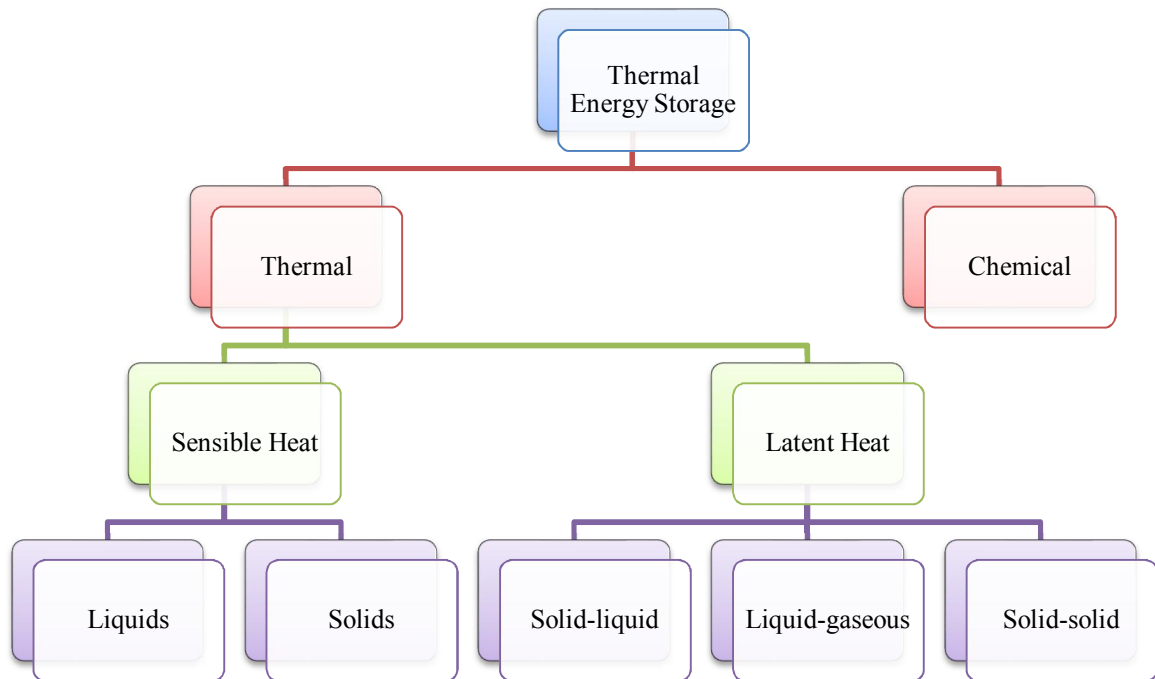 Thermal
Energy Storage
Thermal
Chemical
Sensible Heat
Latent Heat
Liquids
Solids
Solid-liquid
Liquid-gaseous
Solid-solid